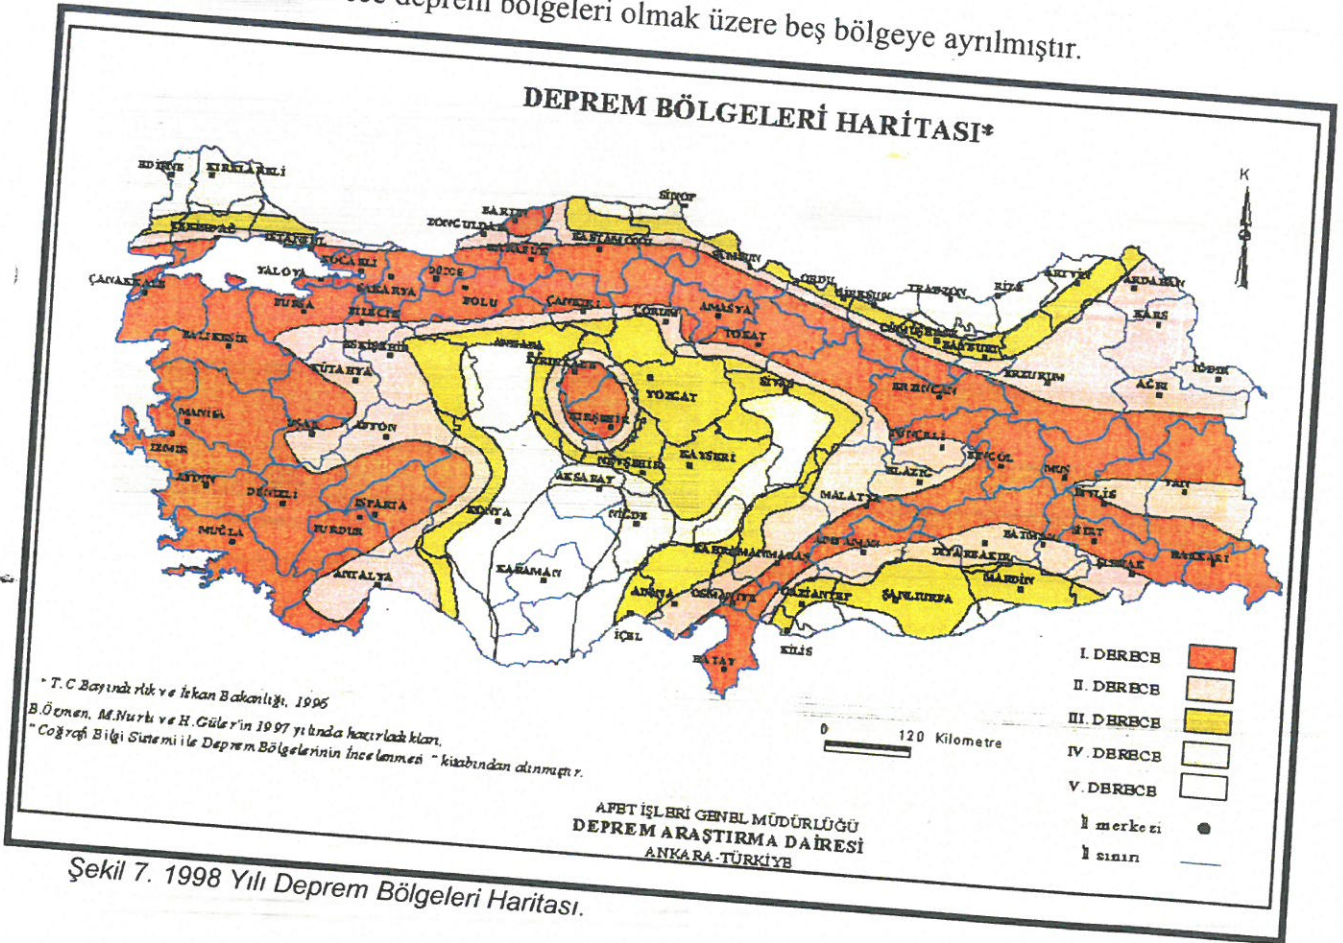 deprem bölgeleri olmak üzere beş bölgeye ayrılmıştır.
DEPREM BÖLGELERİ HARİTASI*
K
EDİRNE
KIRKLARELİ
TEKİRDAĞ
İSTANBUL
ÇANAKKALE
YALOVA
KOCAELİ
SAKARYA
DÜZCE
BOLU
ZONGULDAK
BARTIN
KARABÜK
KASTAMONU
SİNOP
SAMSUN
ORDU
GİRESUN
TRABZON
RİZE
ARTVİN
ARDAHAN
KARS
IĞDIR
AĞRI
ERZURUM
BAYBURT
GÜMÜŞHANE
ERZİNCAN
BURSA
BİLECİK
ÇANKIRI
ÇORUM
AMASYA
TOKAT
SİVAS
BALIKESİR
ESKİŞEHİR
KÜTAHYA
ANKARA
KIRIKKALE
YOZGAT
KIRŞEHİR
MANİSA
UŞAK
AFYON
İZMİR
AYDIN
DENİZLİ
ISPARTA
BURDUR
MUĞLA
ANTALYA
KONYA
AKSARAY
NEVŞEHİR
KAYSERİ
NİĞDE
KARAMAN
TUNCELİ
ELAZIĞ
BİNGÖL
MUŞ
BİTLİS
VAN
MALATYA
ADIYAMAN
KAHRAMANMARAŞ
DİYARBAKIR
BATMAN
SİİRT
ŞIRNAK
HAKKARİ
MARDİN
ŞANLIURFA
GAZİANTEP
KİLİS
OSMANİYE
ADANA
İÇEL
HATAY
I. DERECE
II. DERECE
III. DERECE
IV. DERECE
V. DERECE
İl merkezi
İl sınırı
0 120 Kilometre
* T.C Bayındırlık ve İskan Bakanlığı, 1996
B.Özmen, M.Nurlu ve H.Güler'in 1997 yılında hazırladıkları,
"Coğrafi Bilgi Sistemi ile Deprem Bölgelerinin İncelenmesi" kitabından alınmıştır.
AFET İŞLERİ GENEL MÜDÜRLÜĞÜ
DEPREM ARAŞTIRMA DAİRESİ
ANKARA-TÜRKİYE
Şekil 7. 1998 Yılı Deprem Bölgeleri Haritası.